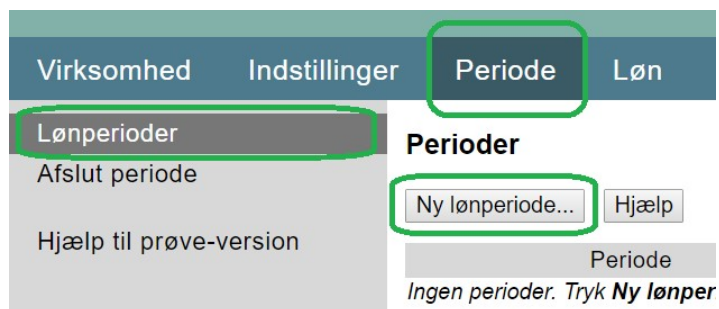 Virksomhed Indstillinger Periode Løn
Lønperioder
Afslut periode
Hjælp til prøve-version
Perioder
Ny lønperiode... Hjælp
Periode
Ingen perioder. Tryk Ny lønper